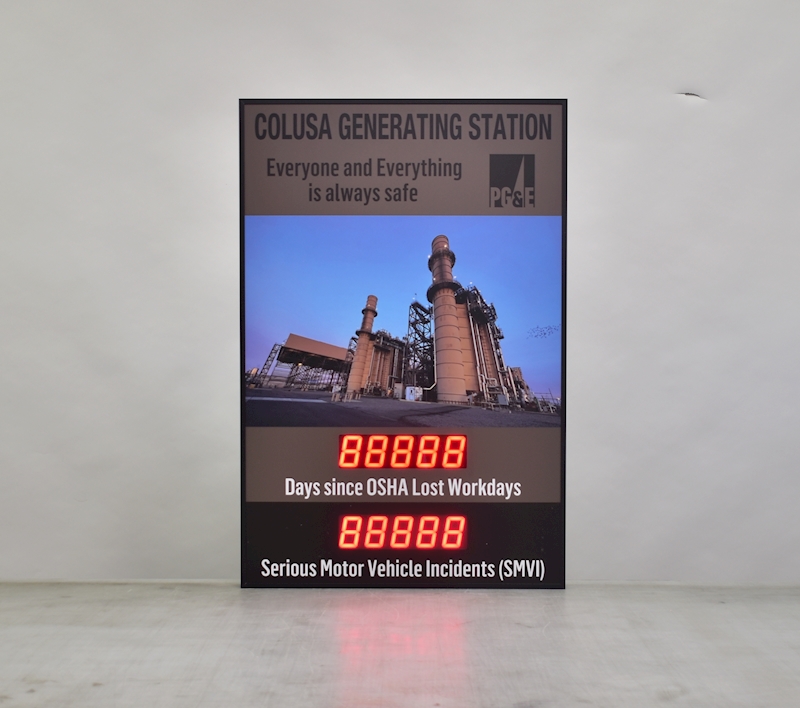 COLUSA GENERATING STATION
Everyone and Everything
is always safe
PG&E
88888
Days since OSHA Lost Workdays
88888
Serious Motor Vehicle Incidents (SMVI)